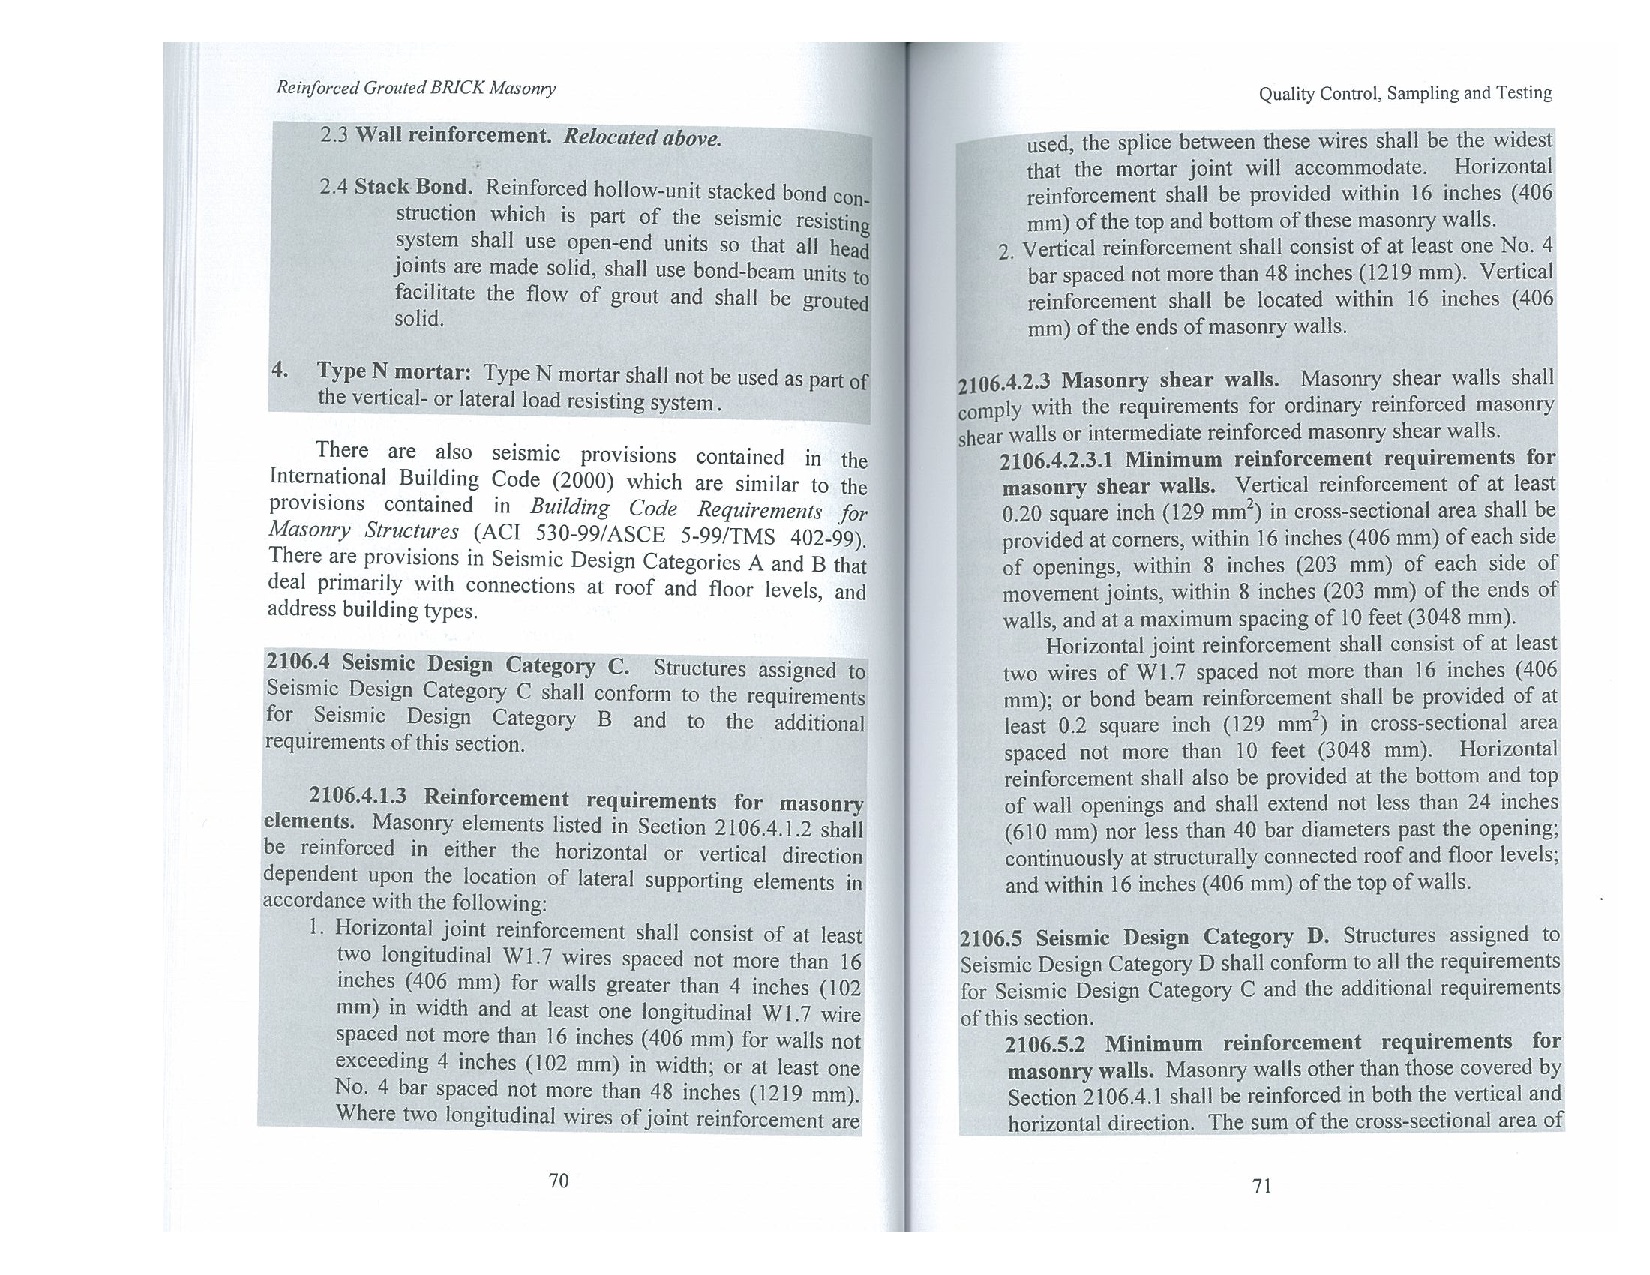 Reinforced Grouted BRICK Masonry
2.3 Wall reinforcement. Relocated above.
2.4 Stack Bond. Reinforced hollow-unit stacked bond con-
struction which is part of the seismic resisting
system shall use open-end units so that all head
joints are made solid, shall use bond-beam units to
facilitate the flow of grout and shall be grouted
solid.
4. Type N mortar: Type N mortar shall not be used as part of
the vertical- or lateral load resisting system.
There are also seismic provisions contained in the
International Building Code (2000) which are similar to the
provisions contained in Building Code Requirements for
Masonry Structures (ACI 530-99/ASCE 5-99/TMS 402-99).
There are provisions in Seismic Design Categories A and B that
deal primarily with connections at roof and floor levels, and
address building types.
2106.4 Seismic Design Category C. Structures assigned to
Seismic Design Category C shall conform to the requirements
for Seismic Design Category B and to the additional
requirements of this section.
2106.4.1.3 Reinforcement requirements for masonry
elements. Masonry elements listed in Section 2106.4.1.2 shall
be reinforced in either the horizontal or vertical direction
dependent upon the location of lateral supporting elements in
accordance with the following:
1. Horizontal joint reinforcement shall consist of at least
two longitudinal W1.7 wires spaced not more than 16
inches (406 mm) for walls greater than 4 inches (102
mm) in width and at least one longitudinal W1.7 wire
spaced not more than 16 inches (406 mm) for walls not
exceeding 4 inches (102 mm) in width; or at least one
No. 4 bar spaced not more than 48 inches (1219 mm).
Where two longitudinal wires of joint reinforcement are
70
Quality Control, Sampling and Testing
used, the splice between these wires shall be the widest
that the mortar joint will accommodate. Horizontal
reinforcement shall be provided within 16 inches (406
mm) of the top and bottom of these masonry walls.
2. Vertical reinforcement shall consist of at least one No. 4
bar spaced not more than 48 inches (1219 mm). Vertical
reinforcement shall be located within 16 inches (406
mm) of the ends of masonry walls.
2106.4.2.3 Masonry shear walls. Masonry shear walls shall
comply with the requirements for ordinary reinforced masonry
shear walls or intermediate reinforced masonry shear walls.
2106.4.2.3.1 Minimum reinforcement requirements for
masonry shear walls. Vertical reinforcement of at least
0.20 square inch (129 mm²) in cross-sectional area shall be
provided at corners, within 16 inches (406 mm) of each side
of openings, within 8 inches (203 mm) of each side of
movement joints, within 8 inches (203 mm) of the ends of
walls, and at a maximum spacing of 10 feet (3048 mm).
Horizontal joint reinforcement shall consist of at least
two wires of W1.7 spaced not more than 16 inches (406
mm); or bond beam reinforcement shall be provided of at
least 0.2 square inch (129 mm²) in cross-sectional area
spaced not more than 10 feet (3048 mm). Horizontal
reinforcement shall also be provided at the bottom and top
of wall openings and shall extend not less than 24 inches
(610 mm) nor less than 40 bar diameters past the opening;
continuously at structurally connected roof and floor levels;
and within 16 inches (406 mm) of the top of walls.
2106.5 Seismic Design Category D. Structures assigned to
Seismic Design Category D shall conform to all the requirements
for Seismic Design Category C and the additional requirements
of this section.
2106.5.2 Minimum reinforcement requirements for
masonry walls. Masonry walls other than those covered by
Section 2106.4.1 shall be reinforced in both the vertical and
horizontal direction. The sum of the cross-sectional area of
71